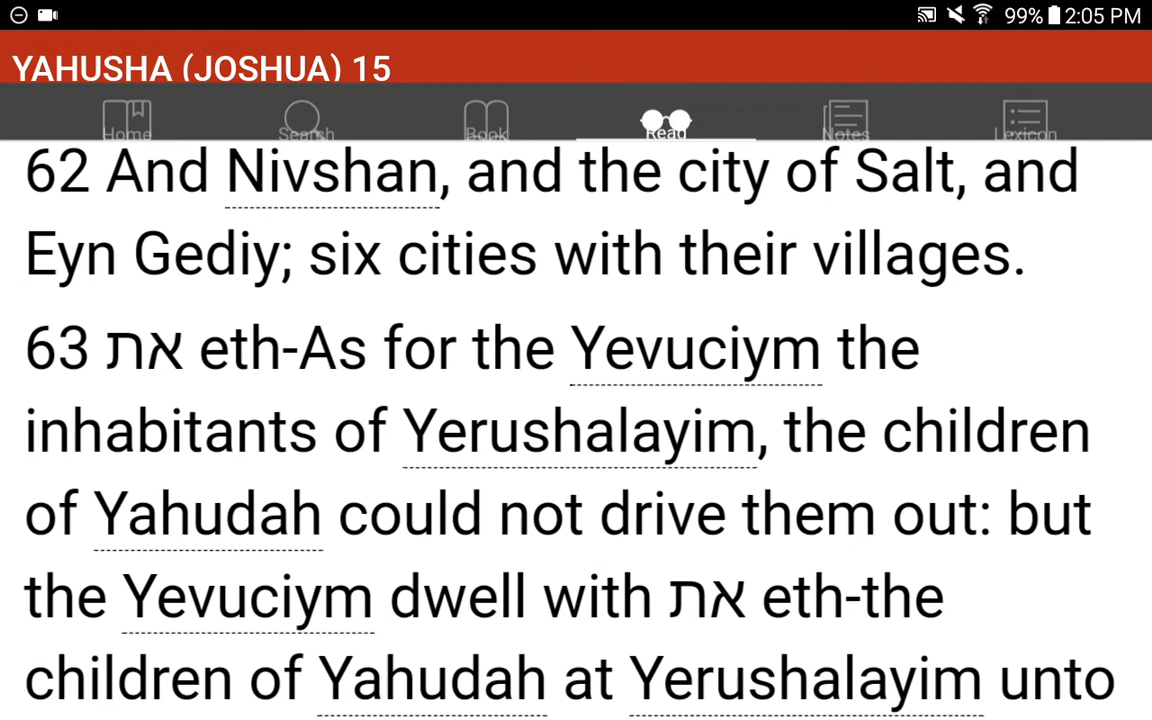 99% 2:05 PM
YAHUSHA (JOSHUA) 15
Home Search Book Read Notes Lexicon
62 And Nivshan, and the city of Salt, and
Eyn Gediy; six cities with their villages.
63 את eth-As for the Yevuciym the
inhabitants of Yerushalayim, the children
of Yahudah could not drive them out: but
the Yevuciym dwell with את eth-the
children of Yahudah at Yerushalayim unto